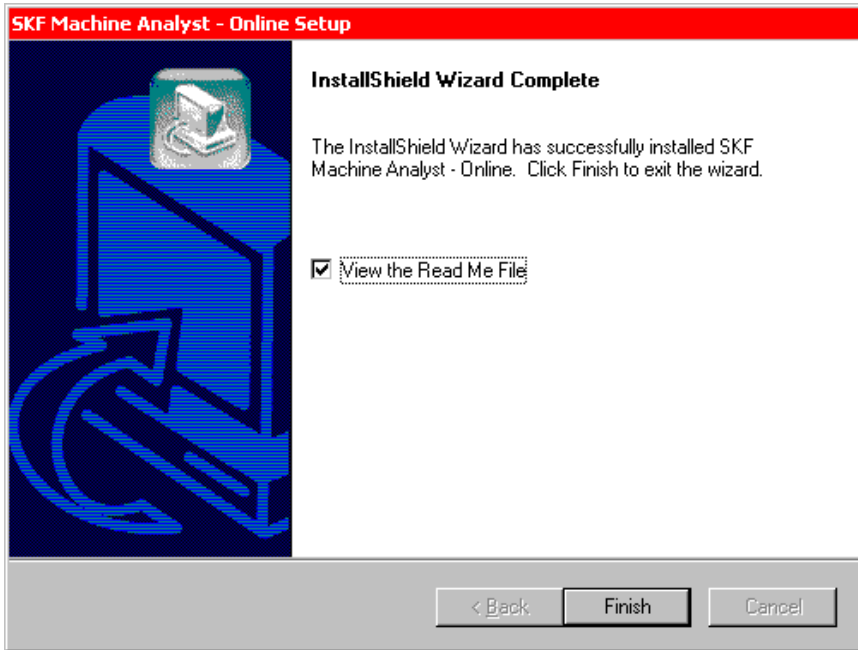 SKF Machine Analyst - Online Setup
InstallShield Wizard Complete
The InstallShield Wizard has successfully installed SKF
Machine Analyst - Online. Click Finish to exit the wizard.
View the Read Me File
< Back
Finish
Cancel